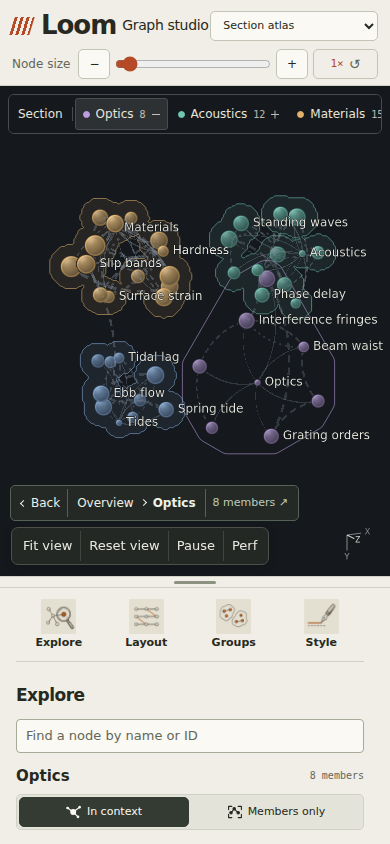 Loom Graph studio Section atlas
Node size − + 1× ↺
Section Optics 8 − Acoustics 12 + Materials 15
Standing waves
Materials
Hardness
Acoustics
Slip bands
Surface strain
Phase delay
Interference fringes
Beam waist
Tidal lag
Optics
Ebb flow
Spring tide
Tides
Grating orders
‹ Back Overview › Optics 8 members ↗
Fit view Reset view Pause Perf
X
Z
Y
Explore Layout Groups Style
Explore
Find a node by name or ID
Optics 8 members
In context Members only